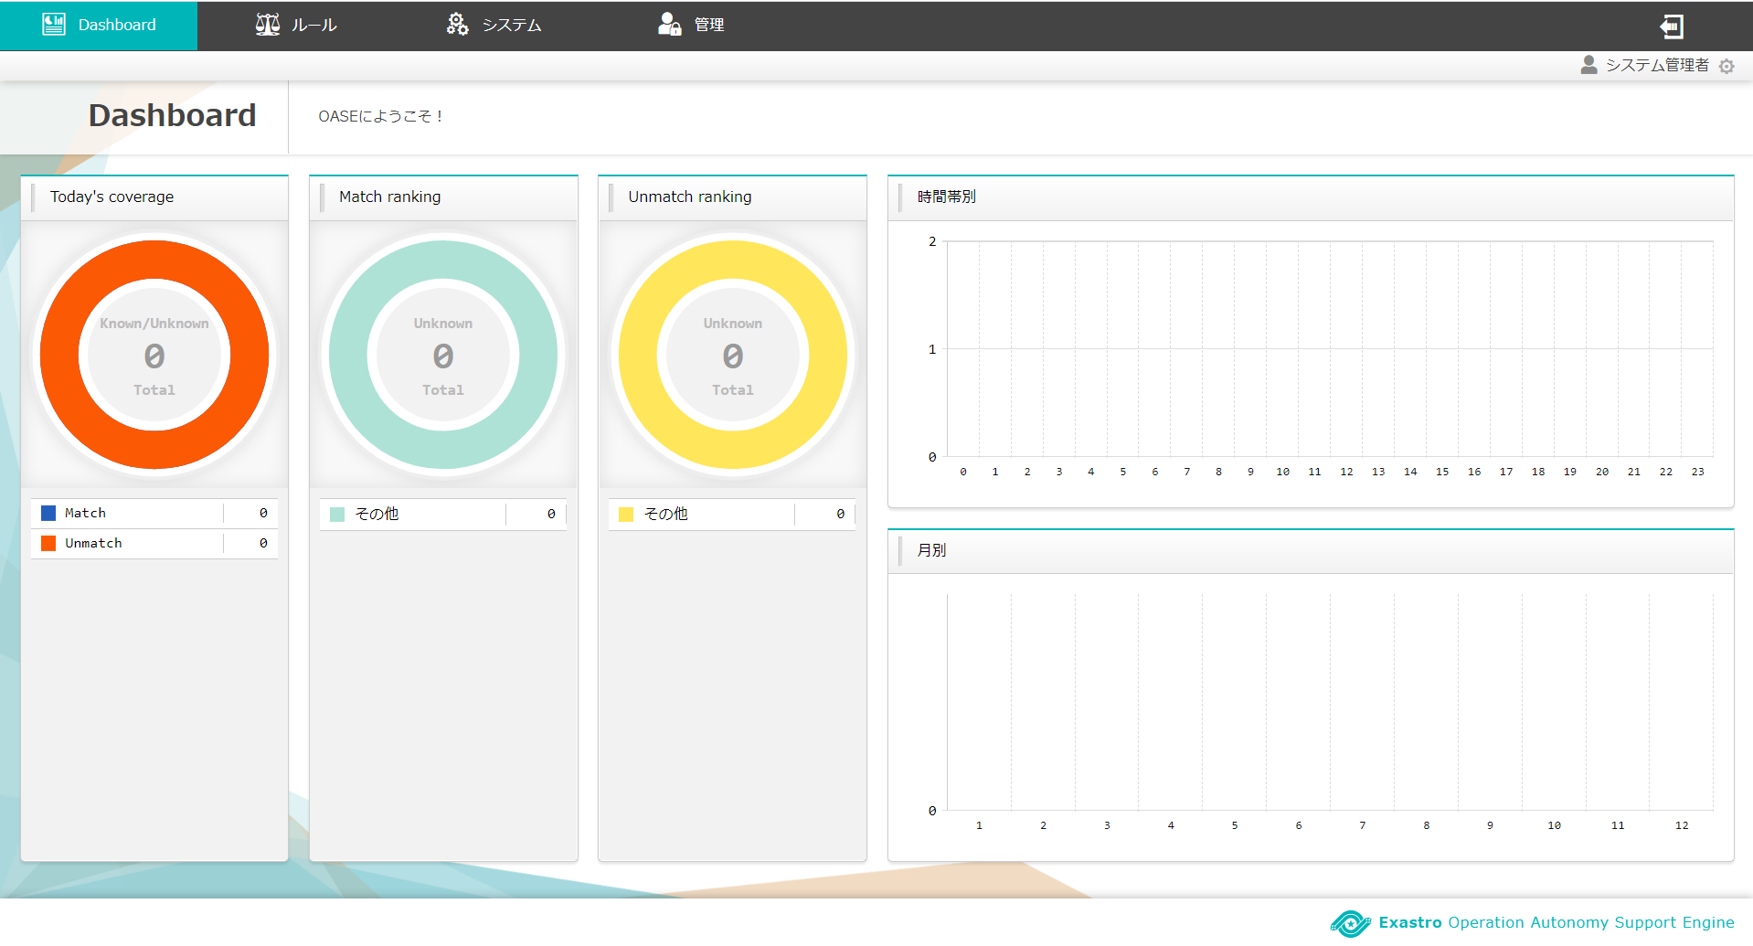 Dashboard
ルール
システム
管理
システム管理者
Dashboard
OASEにようこそ！
Today's coverage
Known/Unknown
0
Total
Match 0
Unmatch 0
Match ranking
Unknown
0
Total
その他 0
Unmatch ranking
Unknown
0
Total
その他 0
時間帯別
2
1
0
0 1 2 3 4 5 6 7 8 9 10 11 12 13 14 15 16 17 18 19 20 21 22 23
月別
0
1 2 3 4 5 6 7 8 9 10 11 12
Exastro Operation Autonomy Support Engine